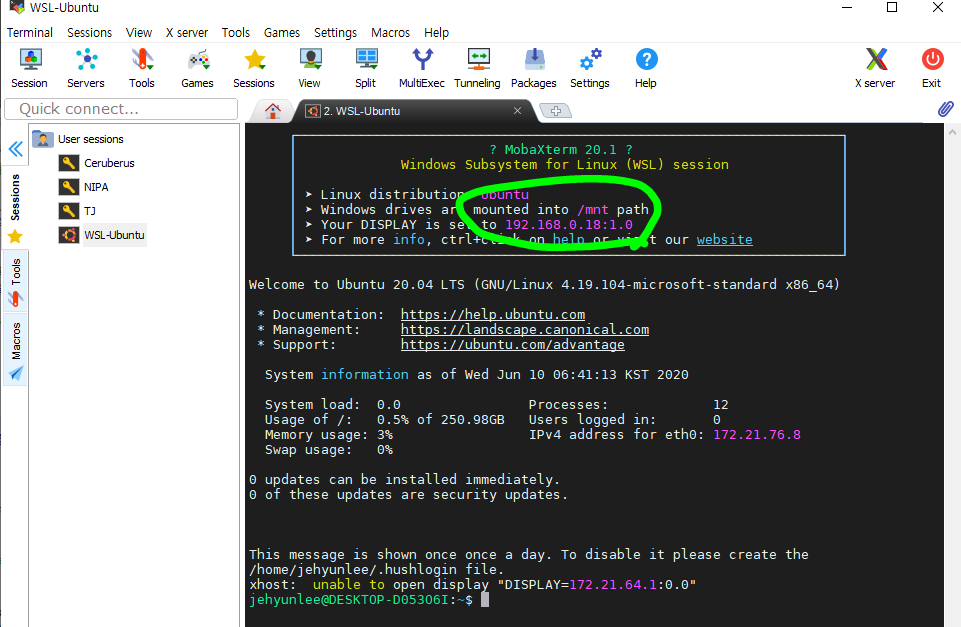 WSL-Ubuntu
Terminal Sessions View X server Tools Games Settings Macros Help
Session Servers Tools Games Sessions View Split MultiExec Tunneling Packages Settings Help X server Exit
Quick connect...
2. WSL-Ubuntu
User sessions
Ceruberus
NIPA
TJ
WSL-Ubuntu
Sessions
Tools
Macros
? MobaXterm 20.1 ?
Windows Subsystem for Linux (WSL) session
➤ Linux distribution Ubuntu
➤ Windows drives are mounted into /mnt path
➤ Your DISPLAY is set to 192.168.0.18:1.0
➤ For more info, ctrl+click on help or visit our website
Welcome to Ubuntu 20.04 LTS (GNU/Linux 4.19.104-microsoft-standard x86_64)
* Documentation: https://help.ubuntu.com
* Management: https://landscape.canonical.com
* Support: https://ubuntu.com/advantage
System information as of Wed Jun 10 06:41:13 KST 2020
System load: 0.0 Processes: 12
Usage of /: 0.5% of 250.98GB Users logged in: 0
Memory usage: 3% IPv4 address for eth0: 172.21.76.8
Swap usage: 0%
0 updates can be installed immediately.
0 of these updates are security updates.
This message is shown once once a day. To disable it please create the
/home/jehyunlee/.hushlogin file.
xhost: unable to open display "DISPLAY=172.21.64.1:0.0"
jehyunlee@DESKTOP-D05306I:~$